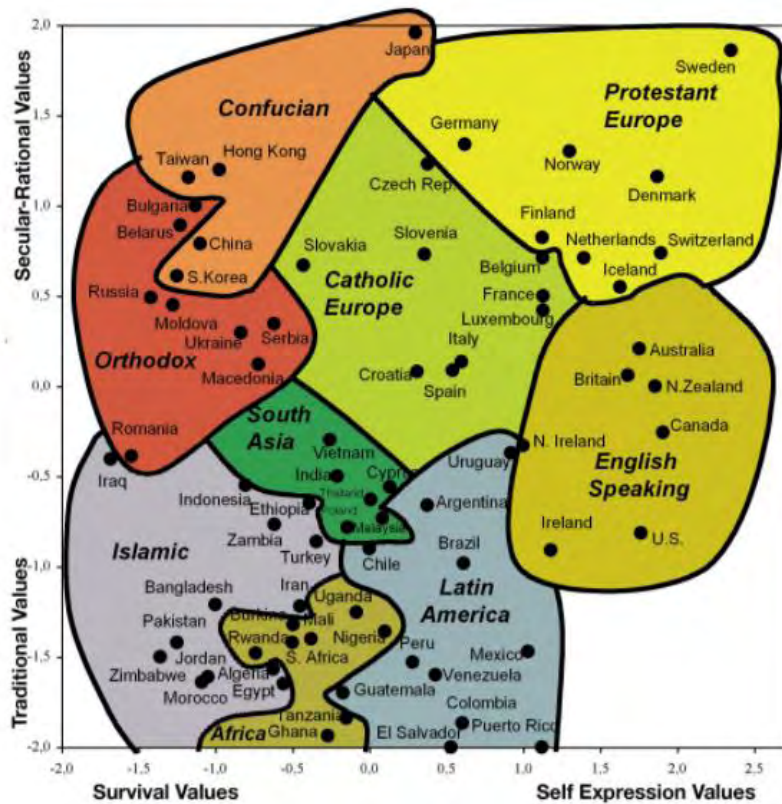 2,0
Japan
Sweden
Protestant
Europe
Confucian
1.5
Germany
Norway
Taiwan
Hong Kong
Czech Rep.
Denmark
Secular-Rational Values
1.0
Bulgaria
Belarus
Finland
China
Slovakia
Slovenia
Netherlands
Switzerland
Belgium
S.Korea
Catholic
Europe
Iceland
0.5
Russia
France
Moldova
Luxembourg
Ukraine
Serbia
Italy
Australia
Orthodox
Macedonia
Croatia
Spain
Britain
N.Zealand
0,0
South
Asia
Romania
Vietnam
N. Ireland
Canada
Uruguay
-0.5
Iraq
India
Cyprus
English
Speaking
Indonesia
Thailand
Poland
Argentina
Ethiopia
Malaysia
Zambia
Ireland
U.S.
Islamic
Turkey
Chile
Brazil
-1.0
Latin
America
Iran
Bangladesh
Uganda
Burkina
Mali
Pakistan
Rwanda
S. Africa
Nigeria
Peru
-1.5
Mexico
Jordan
Zimbabwe
Algeria
Venezuela
Morocco
Egypt
Guatemala
Colombia
Tanzania
Africa
Ghana
El Salvador
Puerto Rico
Traditional Values
-2,0
-2,0
-1.5
-1.0
-0.5
0.0
0.5
1.0
1.5
2.0
2.5
Survival Values
Self Expression Values